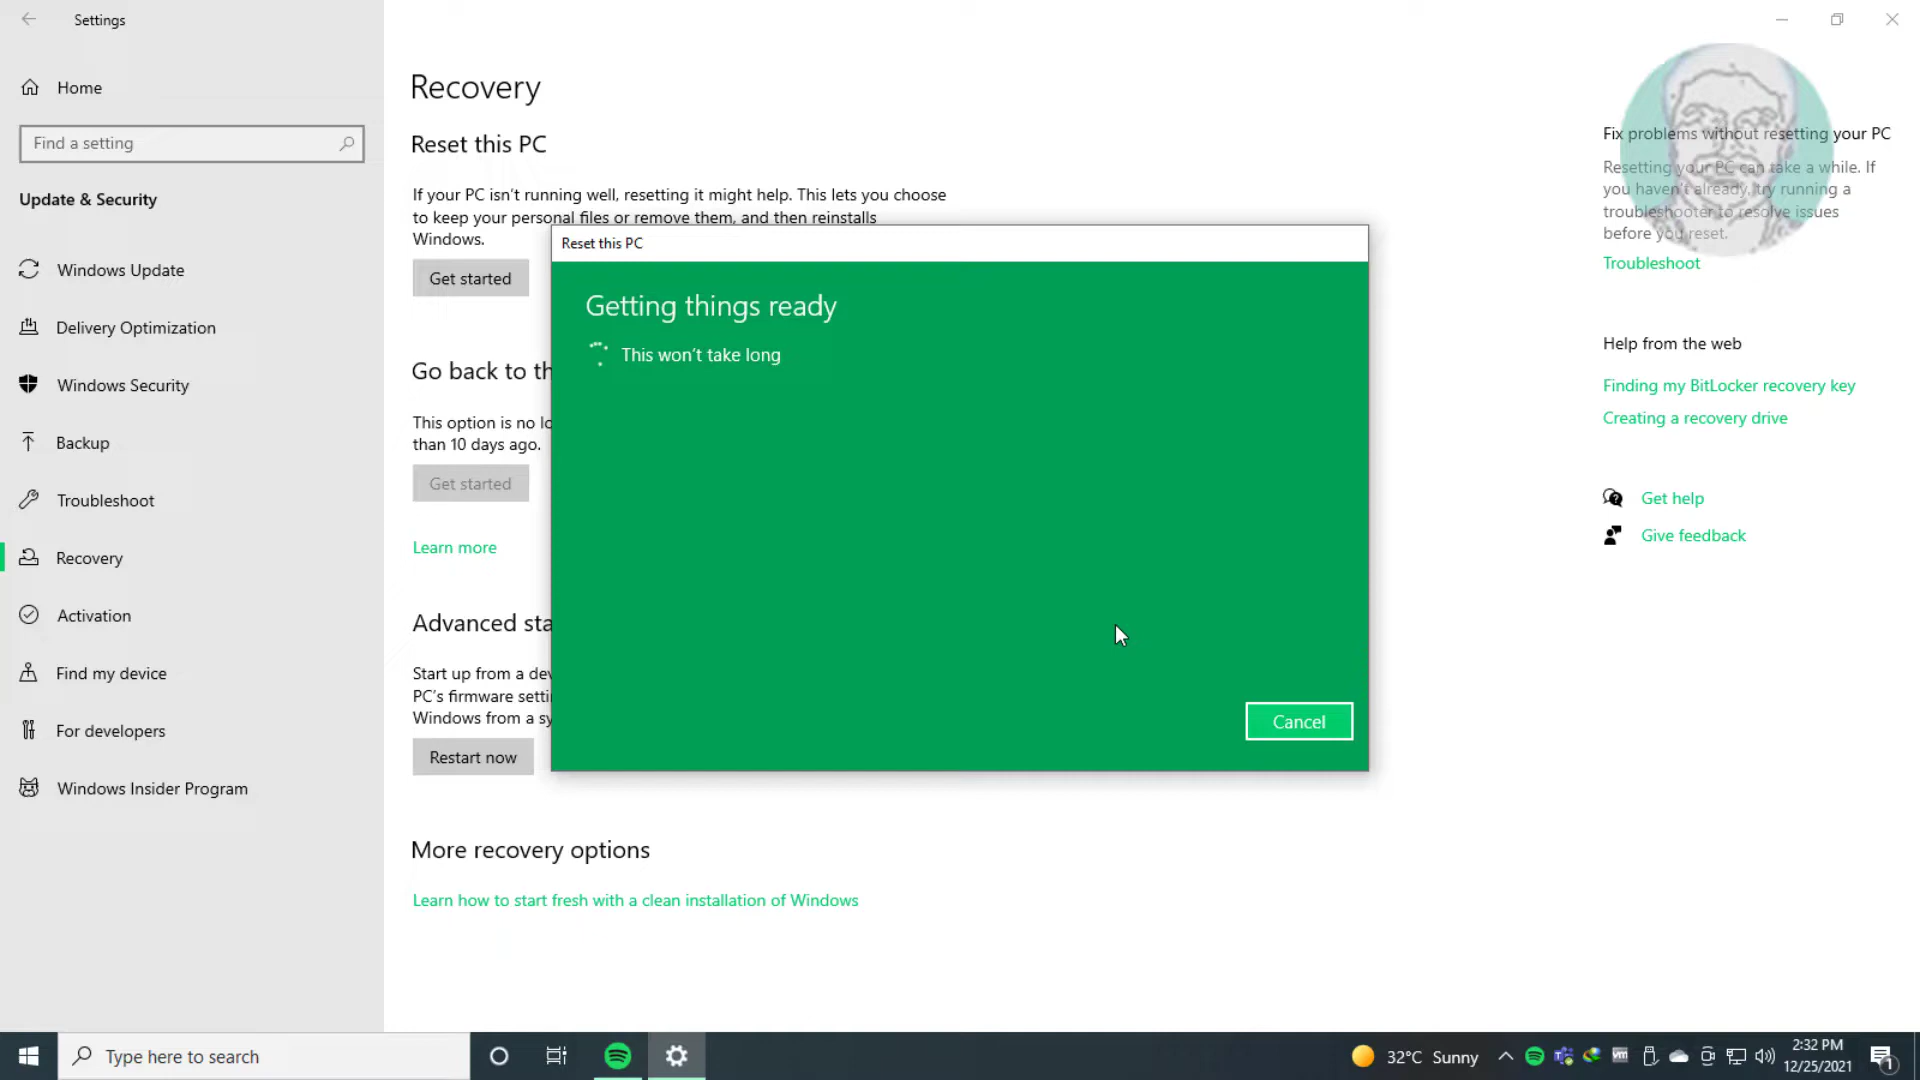 Settings
Home
Find a setting
Update & Security
Windows Update
Delivery Optimization
Windows Security
Backup
Troubleshoot
Recovery
Activation
Find my device
For developers
Windows Insider Program
Recovery
Reset this PC
If your PC isn't running well, resetting it might help. This lets you choose
to keep your personal files or remove them, and then reinstalls
Windows.
Get started
Go back to th
This option is no lo
than 10 days ago.
Get started
Learn more
Advanced sta
Start up from a dev
PC's firmware setti
Windows from a sy
Restart now
More recovery options
Learn how to start fresh with a clean installation of Windows
Reset this PC
Getting things ready
This won't take long
Cancel
Fix problems without resetting your PC
Resetting your PC can take a while. If
you haven't already, try running a
troubleshooter to resolve issues
before you reset.
Troubleshoot
Help from the web
Finding my BitLocker recovery key
Creating a recovery drive
Get help
Give feedback
Type here to search
32°C Sunny
vm
2:32 PM
12/25/2021
1